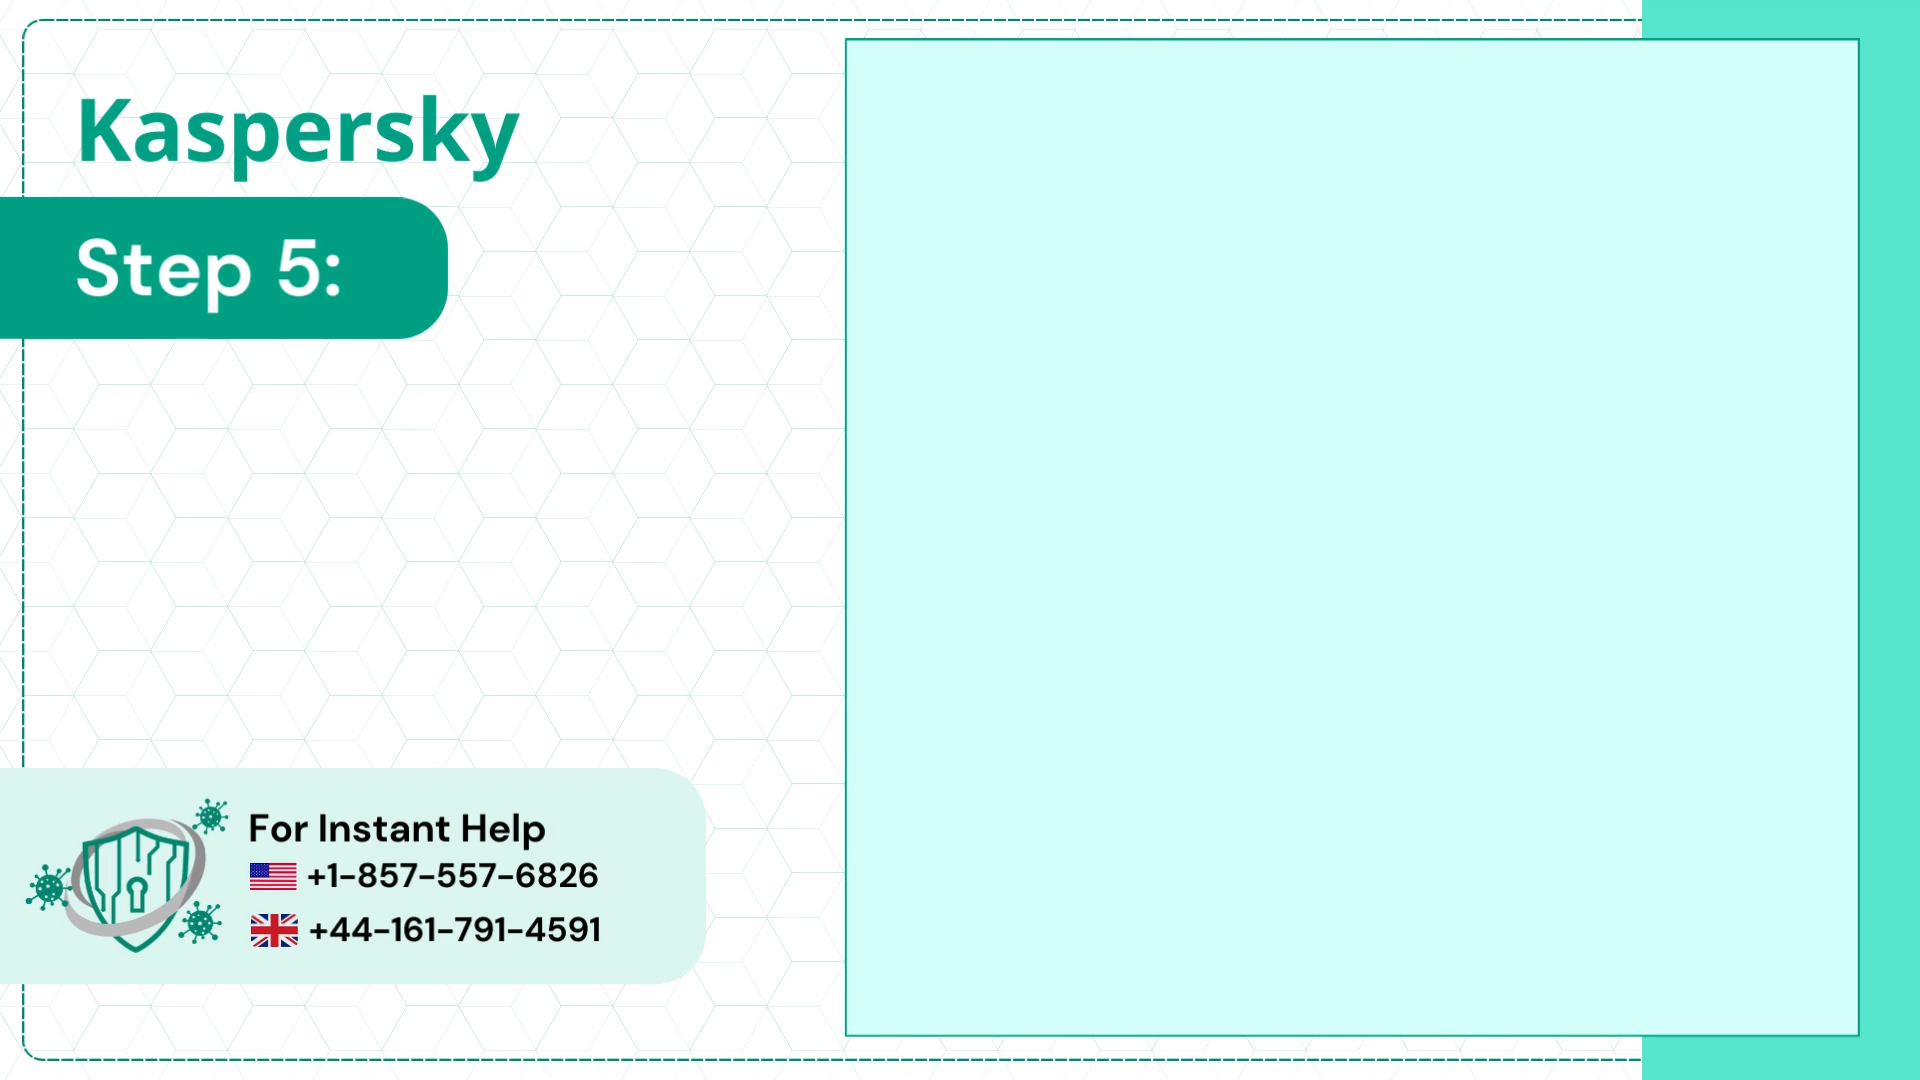 Kaspersky
Step 5:
For Instant Help
+1-857-557-6826
+44-161-791-4591